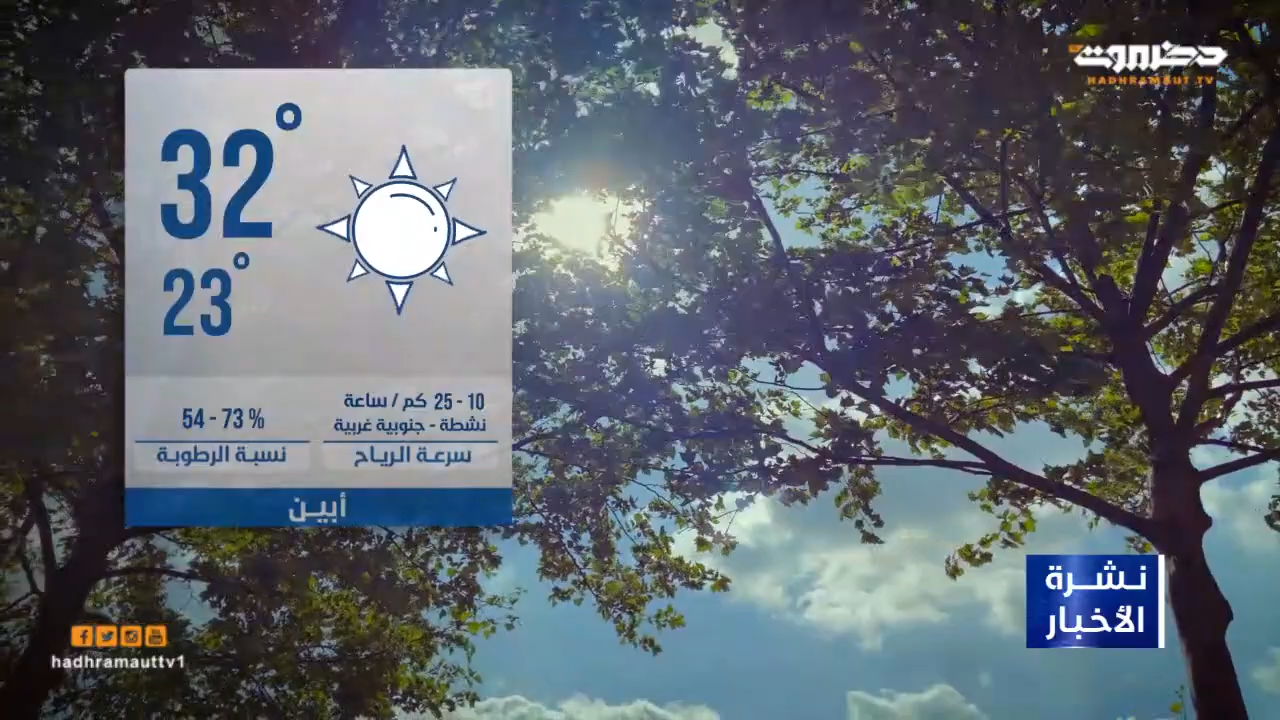 حضرموت
HADHRAMAUT TV
32°
23°
10 - 25 كم / ساعة
نشطة - جنوبية غربية
سرعة الرياح
54 - 73 %
نسبة الرطوبة
أبين
نشرة
الأخبار
hadhramauttv1